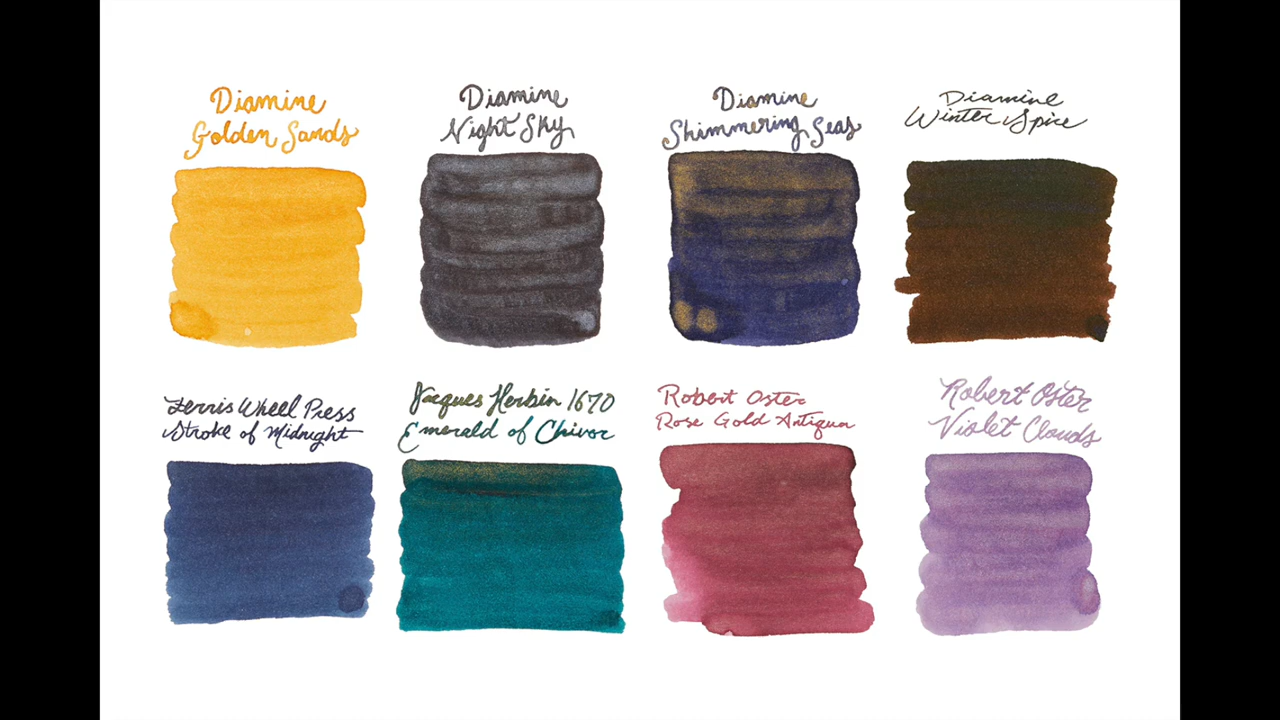 Diamine
Golden Sands
Diamine
Night Sky
Diamine
Shimmering Seas
Diamine
Winter Spice
Ferris Wheel Press
Stroke of Midnight
Jacques Herbin 1670
Emerald of Chivor
Robert Oster
Rose Gold Antiqua
Robert Oster
Violet Clouds